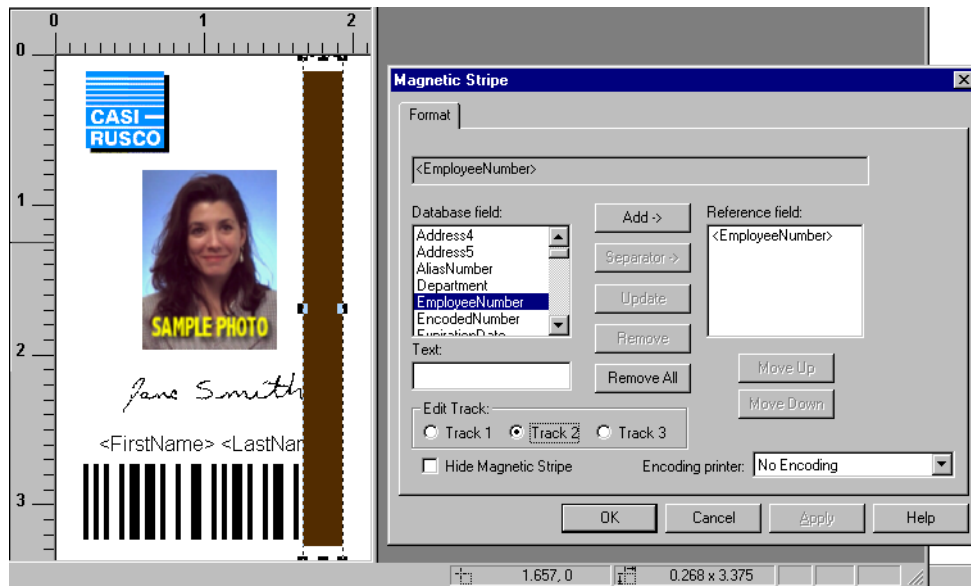 0 1 2
0
CASI —
RUSCO
1
SAMPLE PHOTO
2
Jane Smith
<FirstName> <LastNar
3
Magnetic Stripe
Format
<EmployeeNumber>
Database field:
Address4
Address5
AliasNumber
Department
EmployeeNumber
EncodedNumber
ExpirationDate
Text:
Add ->
Separator ->
Update
Remove
Remove All
Reference field:
<EmployeeNumber>
Move Up
Move Down
Edit Track:
Track 1 Track 2 Track 3
Hide Magnetic Stripe
Encoding printer: No Encoding
OK Cancel Apply Help
1.657, 0 0.268 x 3.375